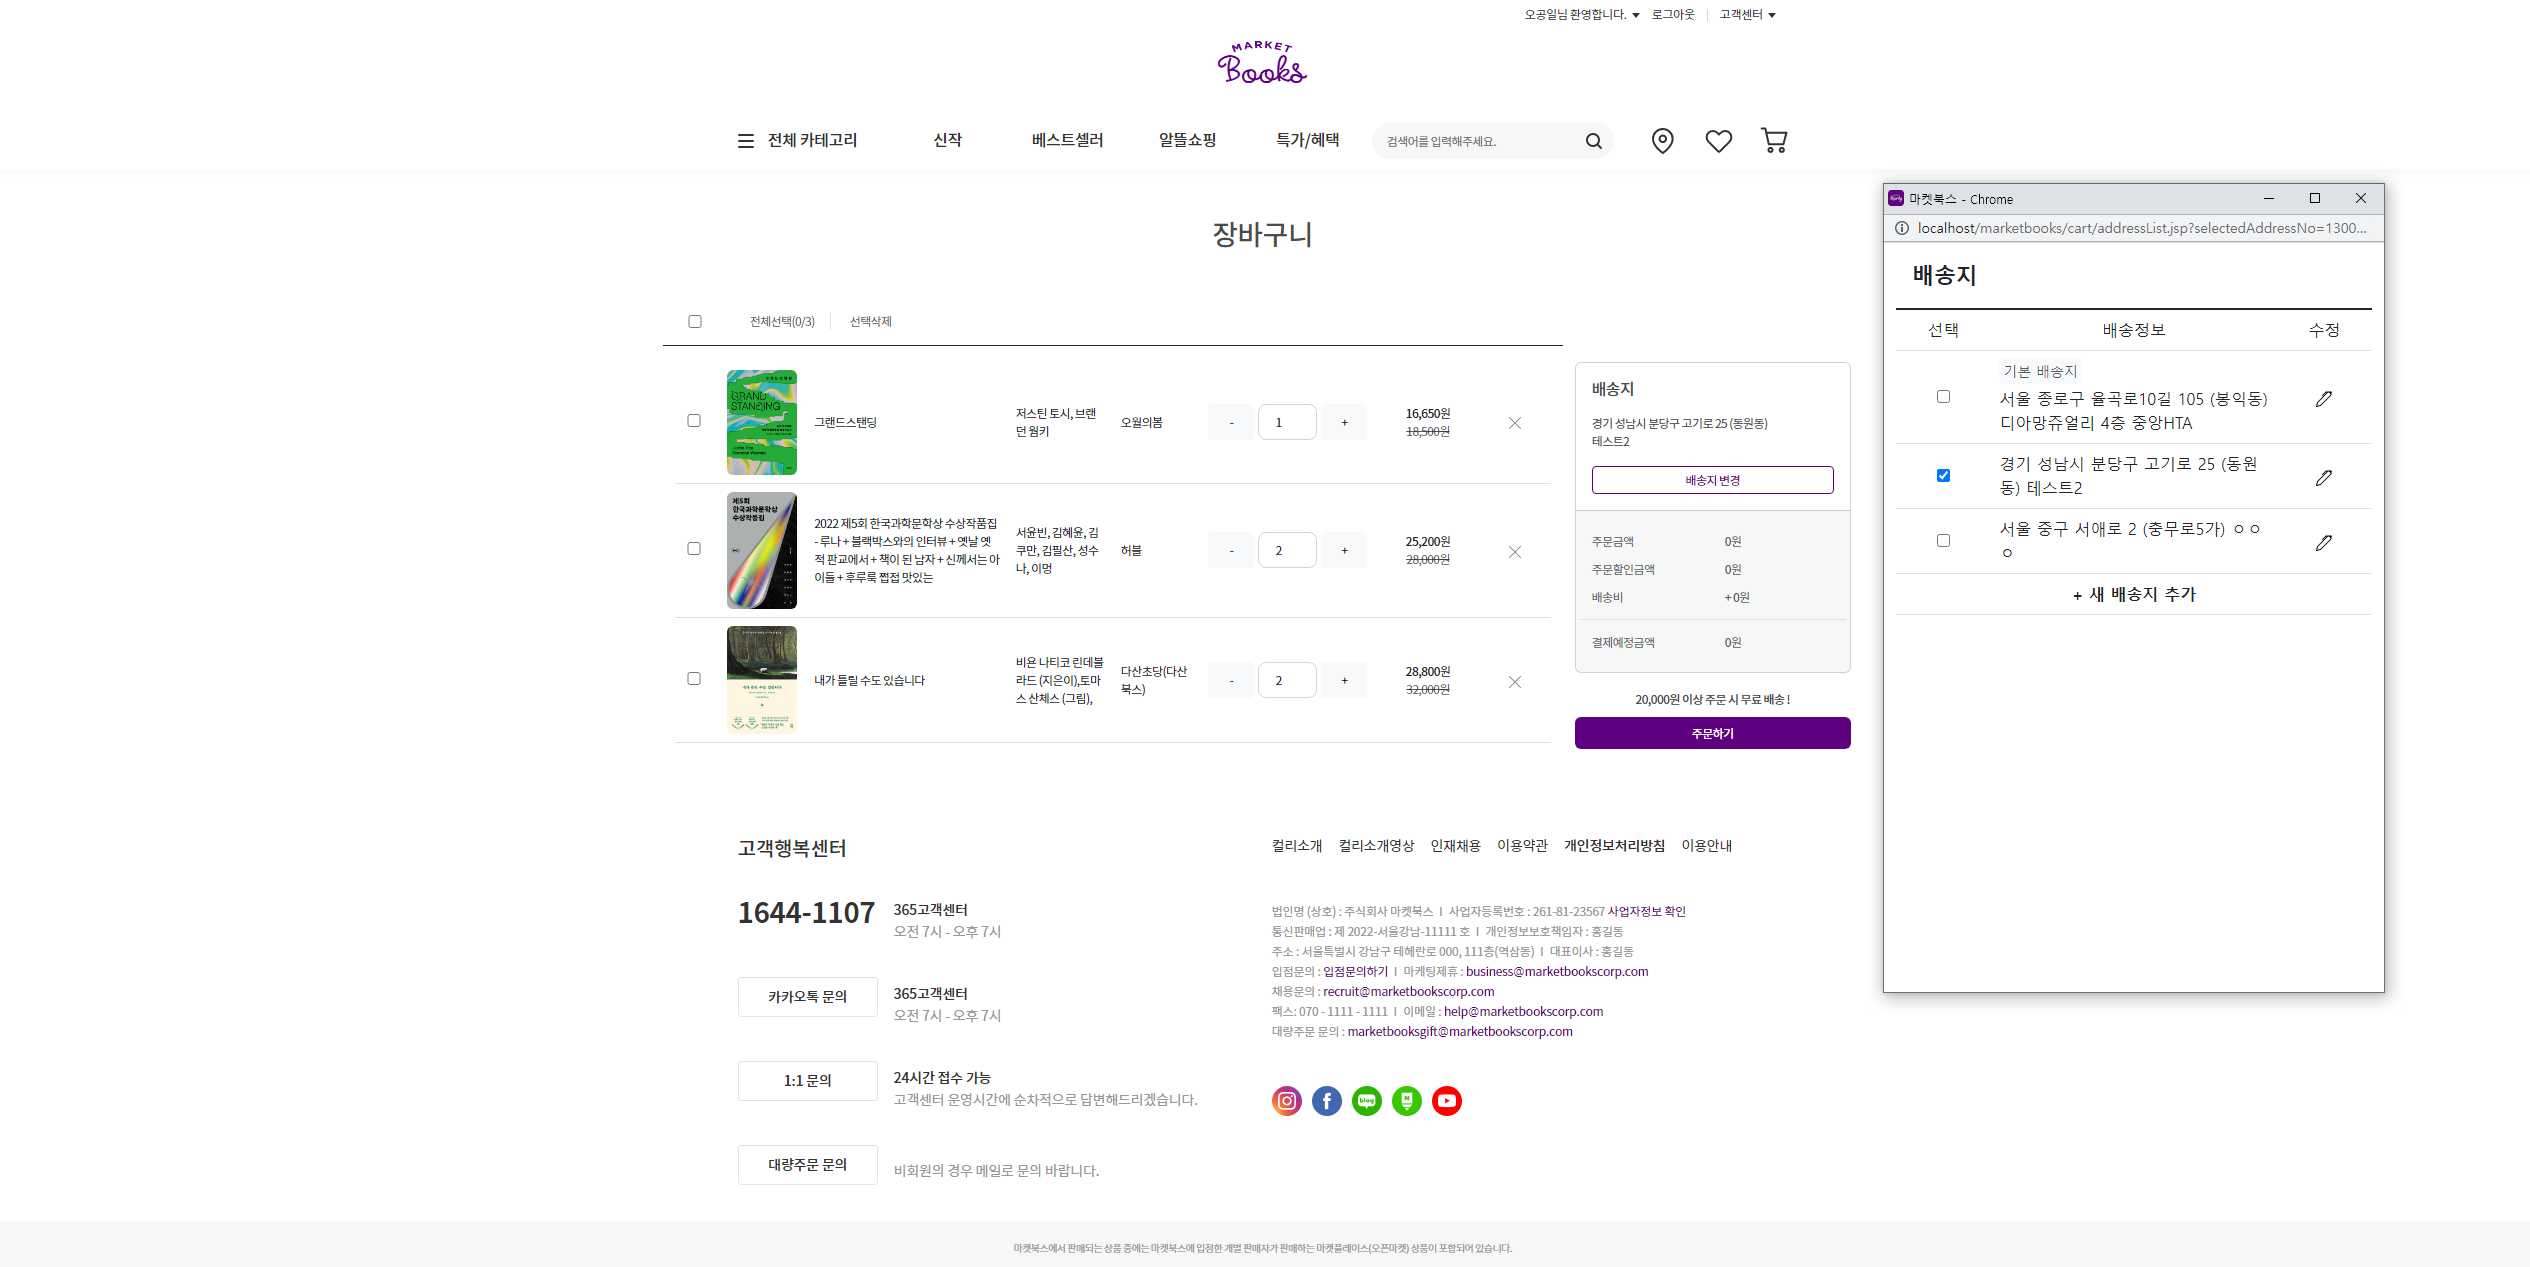 오공일님 환영합니다. 로그아웃 고객센터
MARKET
Books
전체 카테고리 신작 베스트셀러 알뜰쇼핑 특가/혜택 검색어를 입력해주세요.
장바구니
전체선택(0/3) 선택삭제
GRAND
STANDING
그랜드스탠딩
저스틴 토시, 브랜
던 웜키
오월의봄
- 1 +
16,650원
18,500원
제5회
한국과학문학상
수상작품집
2022 제5회 한국과학문학상 수상작품집
- 루나 + 블랙박스와의 인터뷰 + 옛날 옛
적 판교에서 + 책이 된 남자 + 신께서는 아
이들 + 후루룩 쩝접 맛있는
서윤빈, 김혜윤, 김
쿠만, 김필산, 성수
나, 이멍
허블
- 2 +
25,200원
28,000원
내가 틀릴 수도 있습니다
비욘 나티코 린데블
라드 (지은이),토마
스 산체스 (그림),
다산초당(다산
북스)
- 2 +
28,800원
32,000원
배송지
경기 성남시 분당구 고기로 25 (동원동)
테스트2
배송지 변경
주문금액 0원
주문할인금액 0원
배송비 + 0원
결제예정금액 0원
20,000원 이상 주문 시 무료 배송 !
주문하기
마켓북스 - Chrome
localhost/marketbooks/cart/addressList.jsp?selectedAddressNo=1300...
배송지
선택 배송정보 수정
기본 배송지
서울 종로구 율곡로10길 105 (봉익동)
디아망쥬얼리 4층 중앙HTA
경기 성남시 분당구 고기로 25 (동원
동) 테스트2
서울 중구 서애로 2 (충무로5가) ㅇㅇ
ㅇ
+ 새 배송지 추가
고객행복센터
1644-1107 365고객센터
오전 7시 - 오후 7시
카카오톡 문의 365고객센터
오전 7시 - 오후 7시
1:1 문의 24시간 접수 가능
고객센터 운영시간에 순차적으로 답변해드리겠습니다.
대량주문 문의 비회원의 경우 메일로 문의 바랍니다.
컬리소개 컬리소개영상 인재채용 이용약관 개인정보처리방침 이용안내
법인명 (상호) : 주식회사 마켓북스 I 사업자등록번호 : 261-81-23567 사업자정보 확인
통신판매업 : 제 2022-서울강남-11111 호 I 개인정보보호책임자 : 홍길동
주소 : 서울특별시 강남구 테헤란로 000, 111층(역삼동) I 대표이사 : 홍길동
입점문의 : 입점문의하기 I 마케팅제휴 : business@marketbookscorp.com
채용문의 : recruit@marketbookscorp.com
팩스: 070 - 1111 - 1111 I 이메일 : help@marketbookscorp.com
대량주문 문의 : marketbooksgift@marketbookscorp.com
blog
N
마켓북스에서 판매되는 상품 중에는 마켓북스에 입점한 개별 판매자가 판매하는 마켓플레이스(오픈마켓) 상품이 포함되어 있습니다.